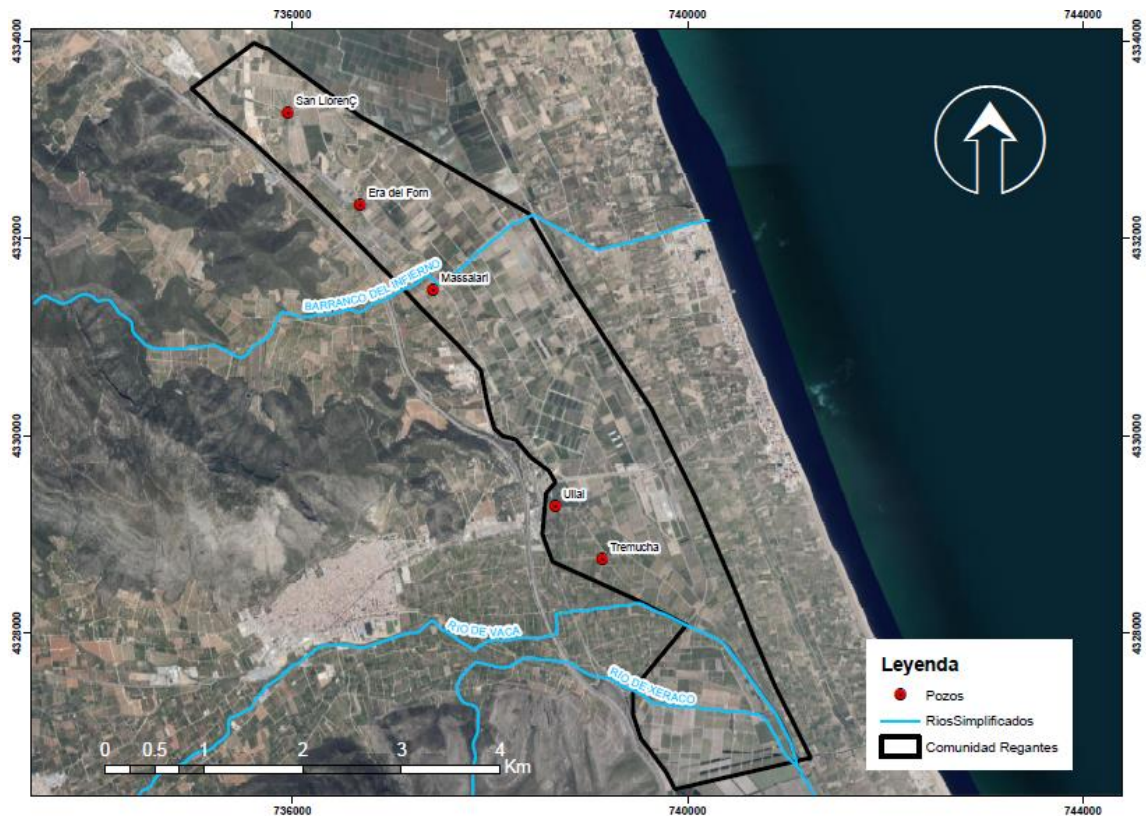 736000
740000
744000
4334000
4334000
San LlorenÇ
Era del Forn
4332000
4332000
BARRANCO DEL INFIERNO
Massalari
4330000
4330000
Ullal
Tremucha
4328000
4328000
RIO DE VACA
RIO DE XERACO
Leyenda
Pozos
RiosSimplificados
Comunidad Regantes
0 0.5 1 2 3 4
Km
736000
740000
744000